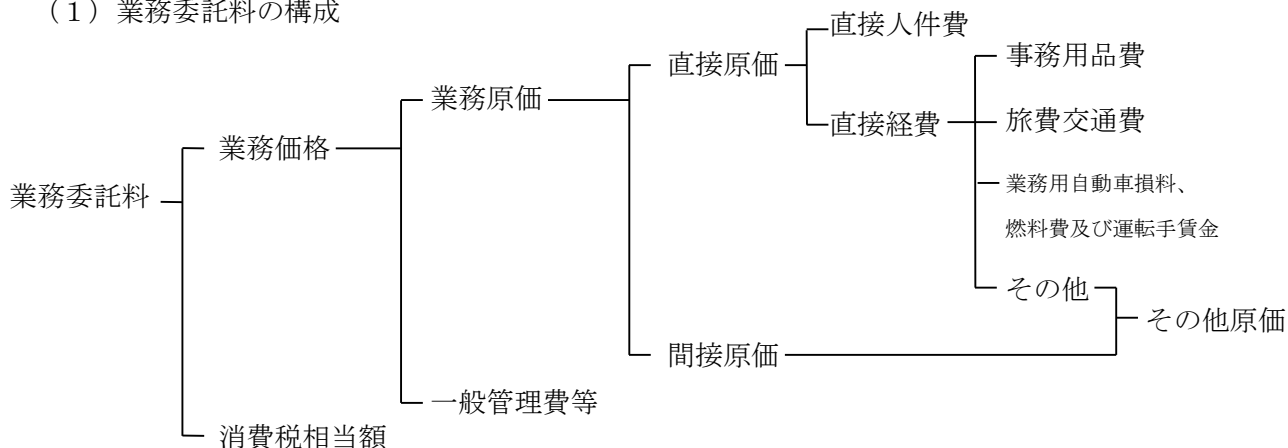 （１）業務委託料の構成
業務委託料
業務価格
消費税相当額
業務原価
一般管理費等
直接原価
間接原価
直接人件費
直接経費
事務用品費
旅費交通費
業務用自動車損料、
燃料費及び運転手賃金
その他
その他原価